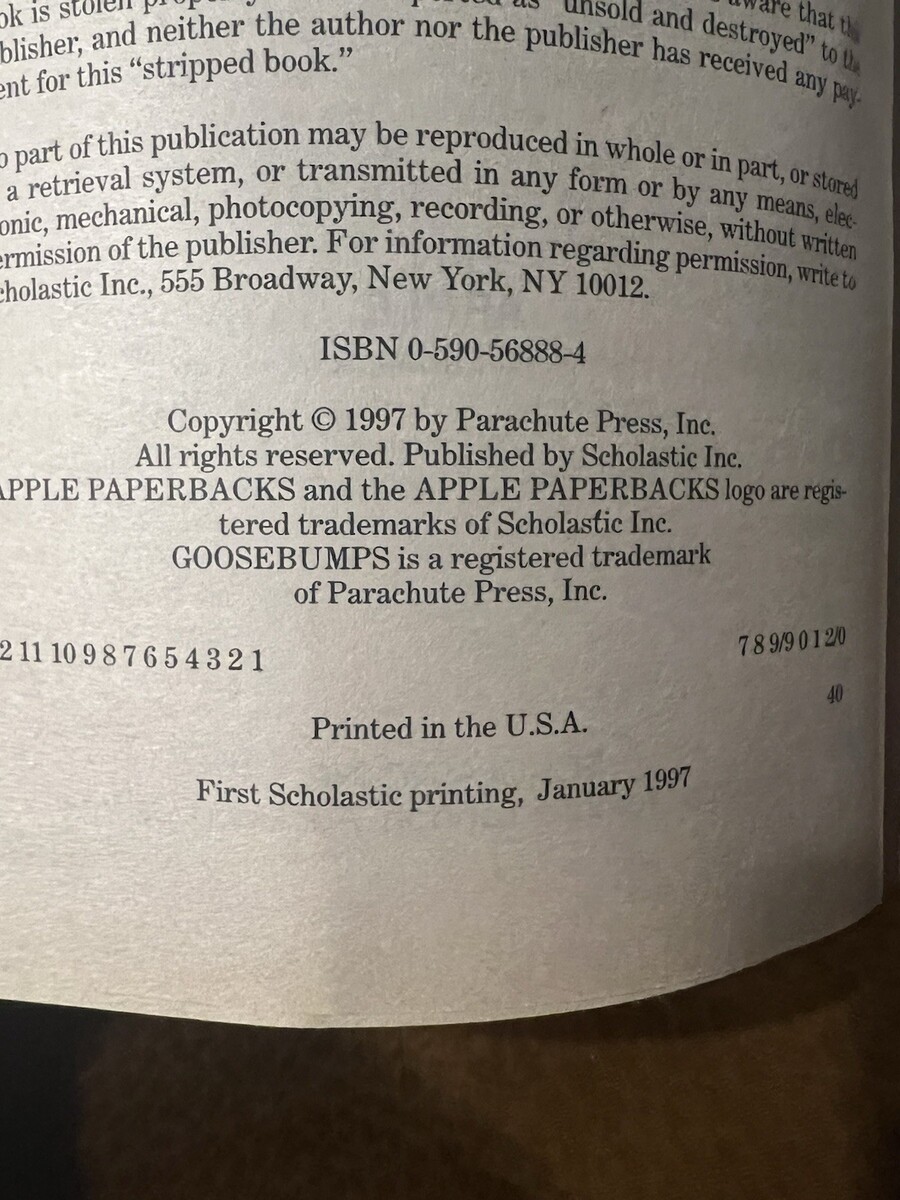 ok is stolen aware that
blisher, and neither the author nor the publisher has received any pay-
ent for this “stripped book.” as “unsold and destroyed” to the
o part of this publication may be reproduced in whole or in part, or stored
a retrieval system, or transmitted in any form or by any means, elec-
onic, mechanical, photocopying, recording, or otherwise, without written
ermission of the publisher. For information regarding permission, write to
cholastic Inc., 555 Broadway, New York, NY 10012.
ISBN 0-590-56888-4
Copyright © 1997 by Parachute Press, Inc.
All rights reserved. Published by Scholastic Inc.
APPLE PAPERBACKS and the APPLE PAPERBACKS logo are regis-
tered trademarks of Scholastic Inc.
GOOSEBUMPS is a registered trademark
of Parachute Press, Inc.
2 11 10 9 8 7 6 5 4 3 2 1 7 8 9/9 0 1 2/0
40
Printed in the U.S.A.
First Scholastic printing, January 1997